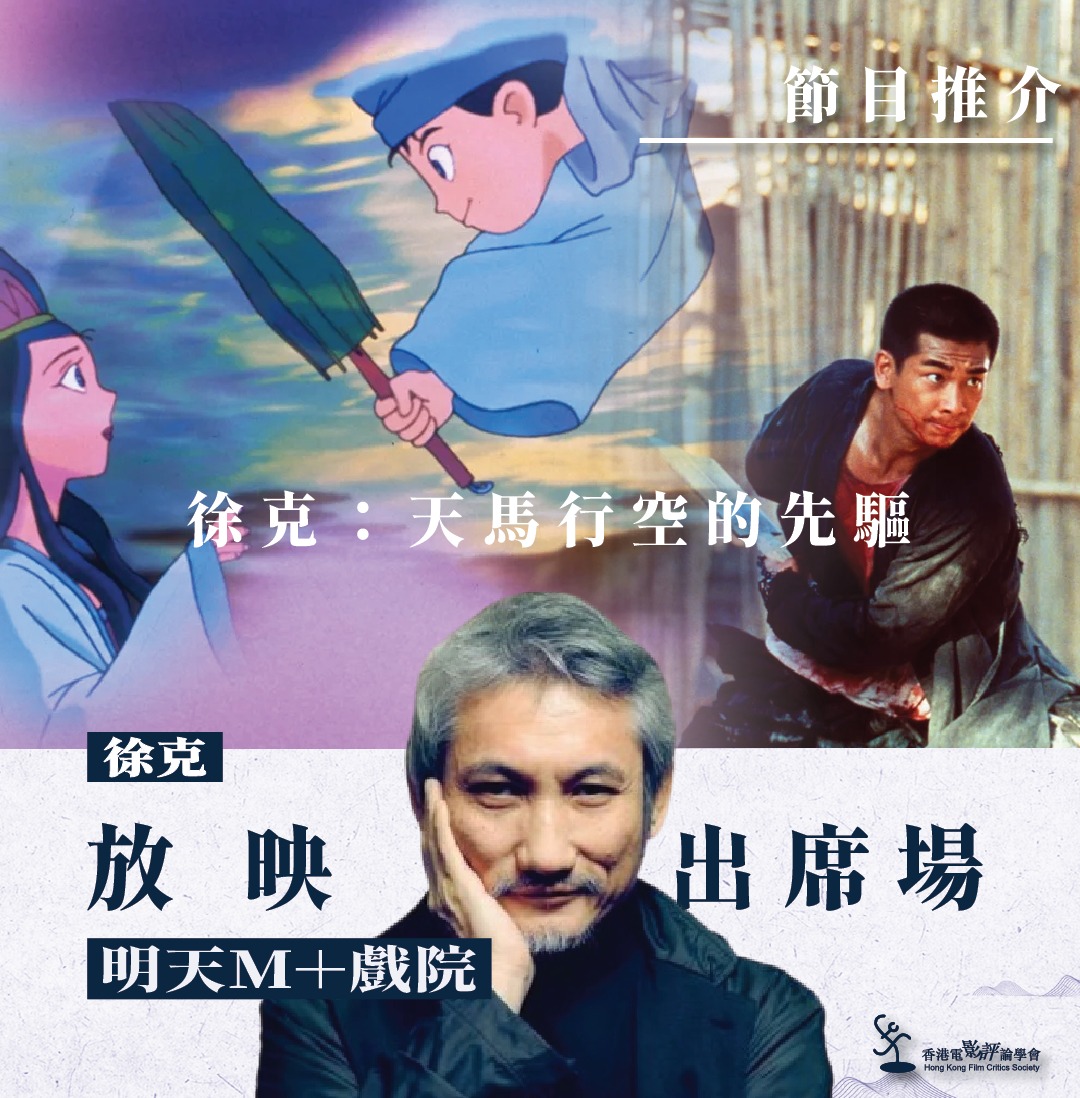 節目推介
徐克：天馬行空的先驅
徐克
放映 出席場
明天M+戲院
香港電影評論學會
Hong Kong Film Critics Society